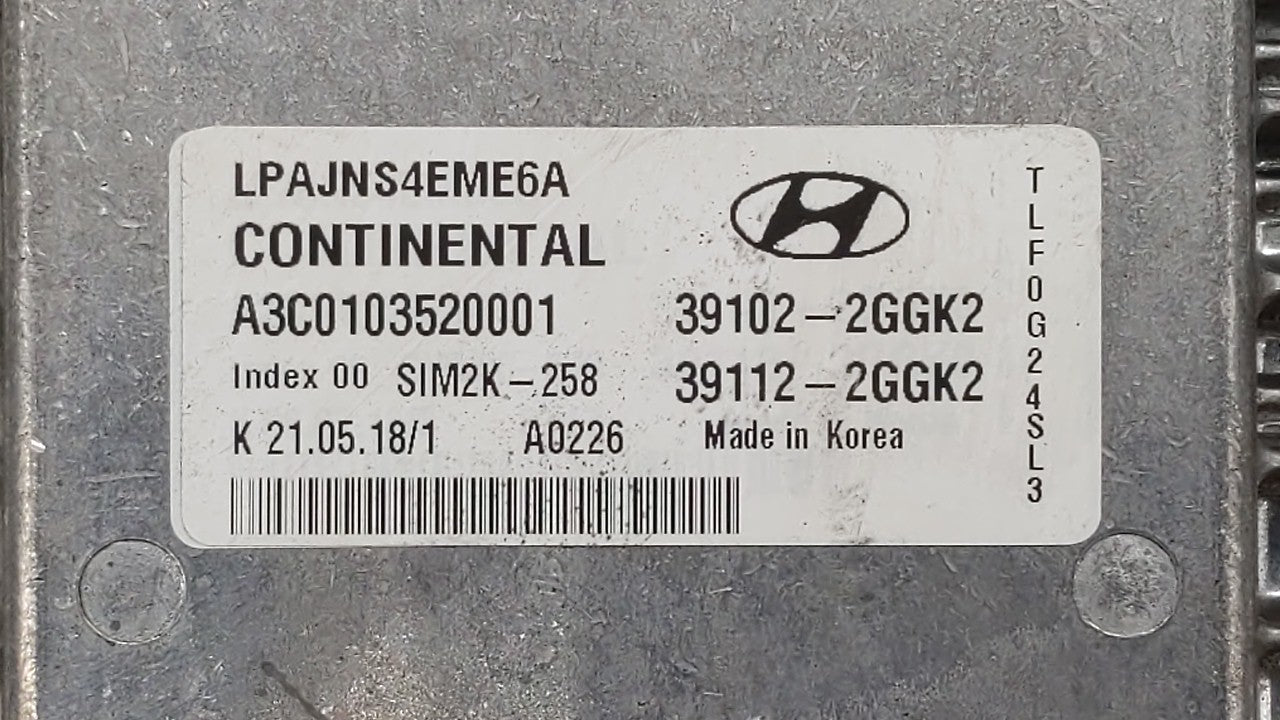 LPAJNS4EME6A
CONTINENTAL
A3C0103520001 39102-2GGK2
Index 00 SIM2K-258 39112-2GGK2
K 21.05.18/1 A0226 Made in Korea
TLF0G24SL3